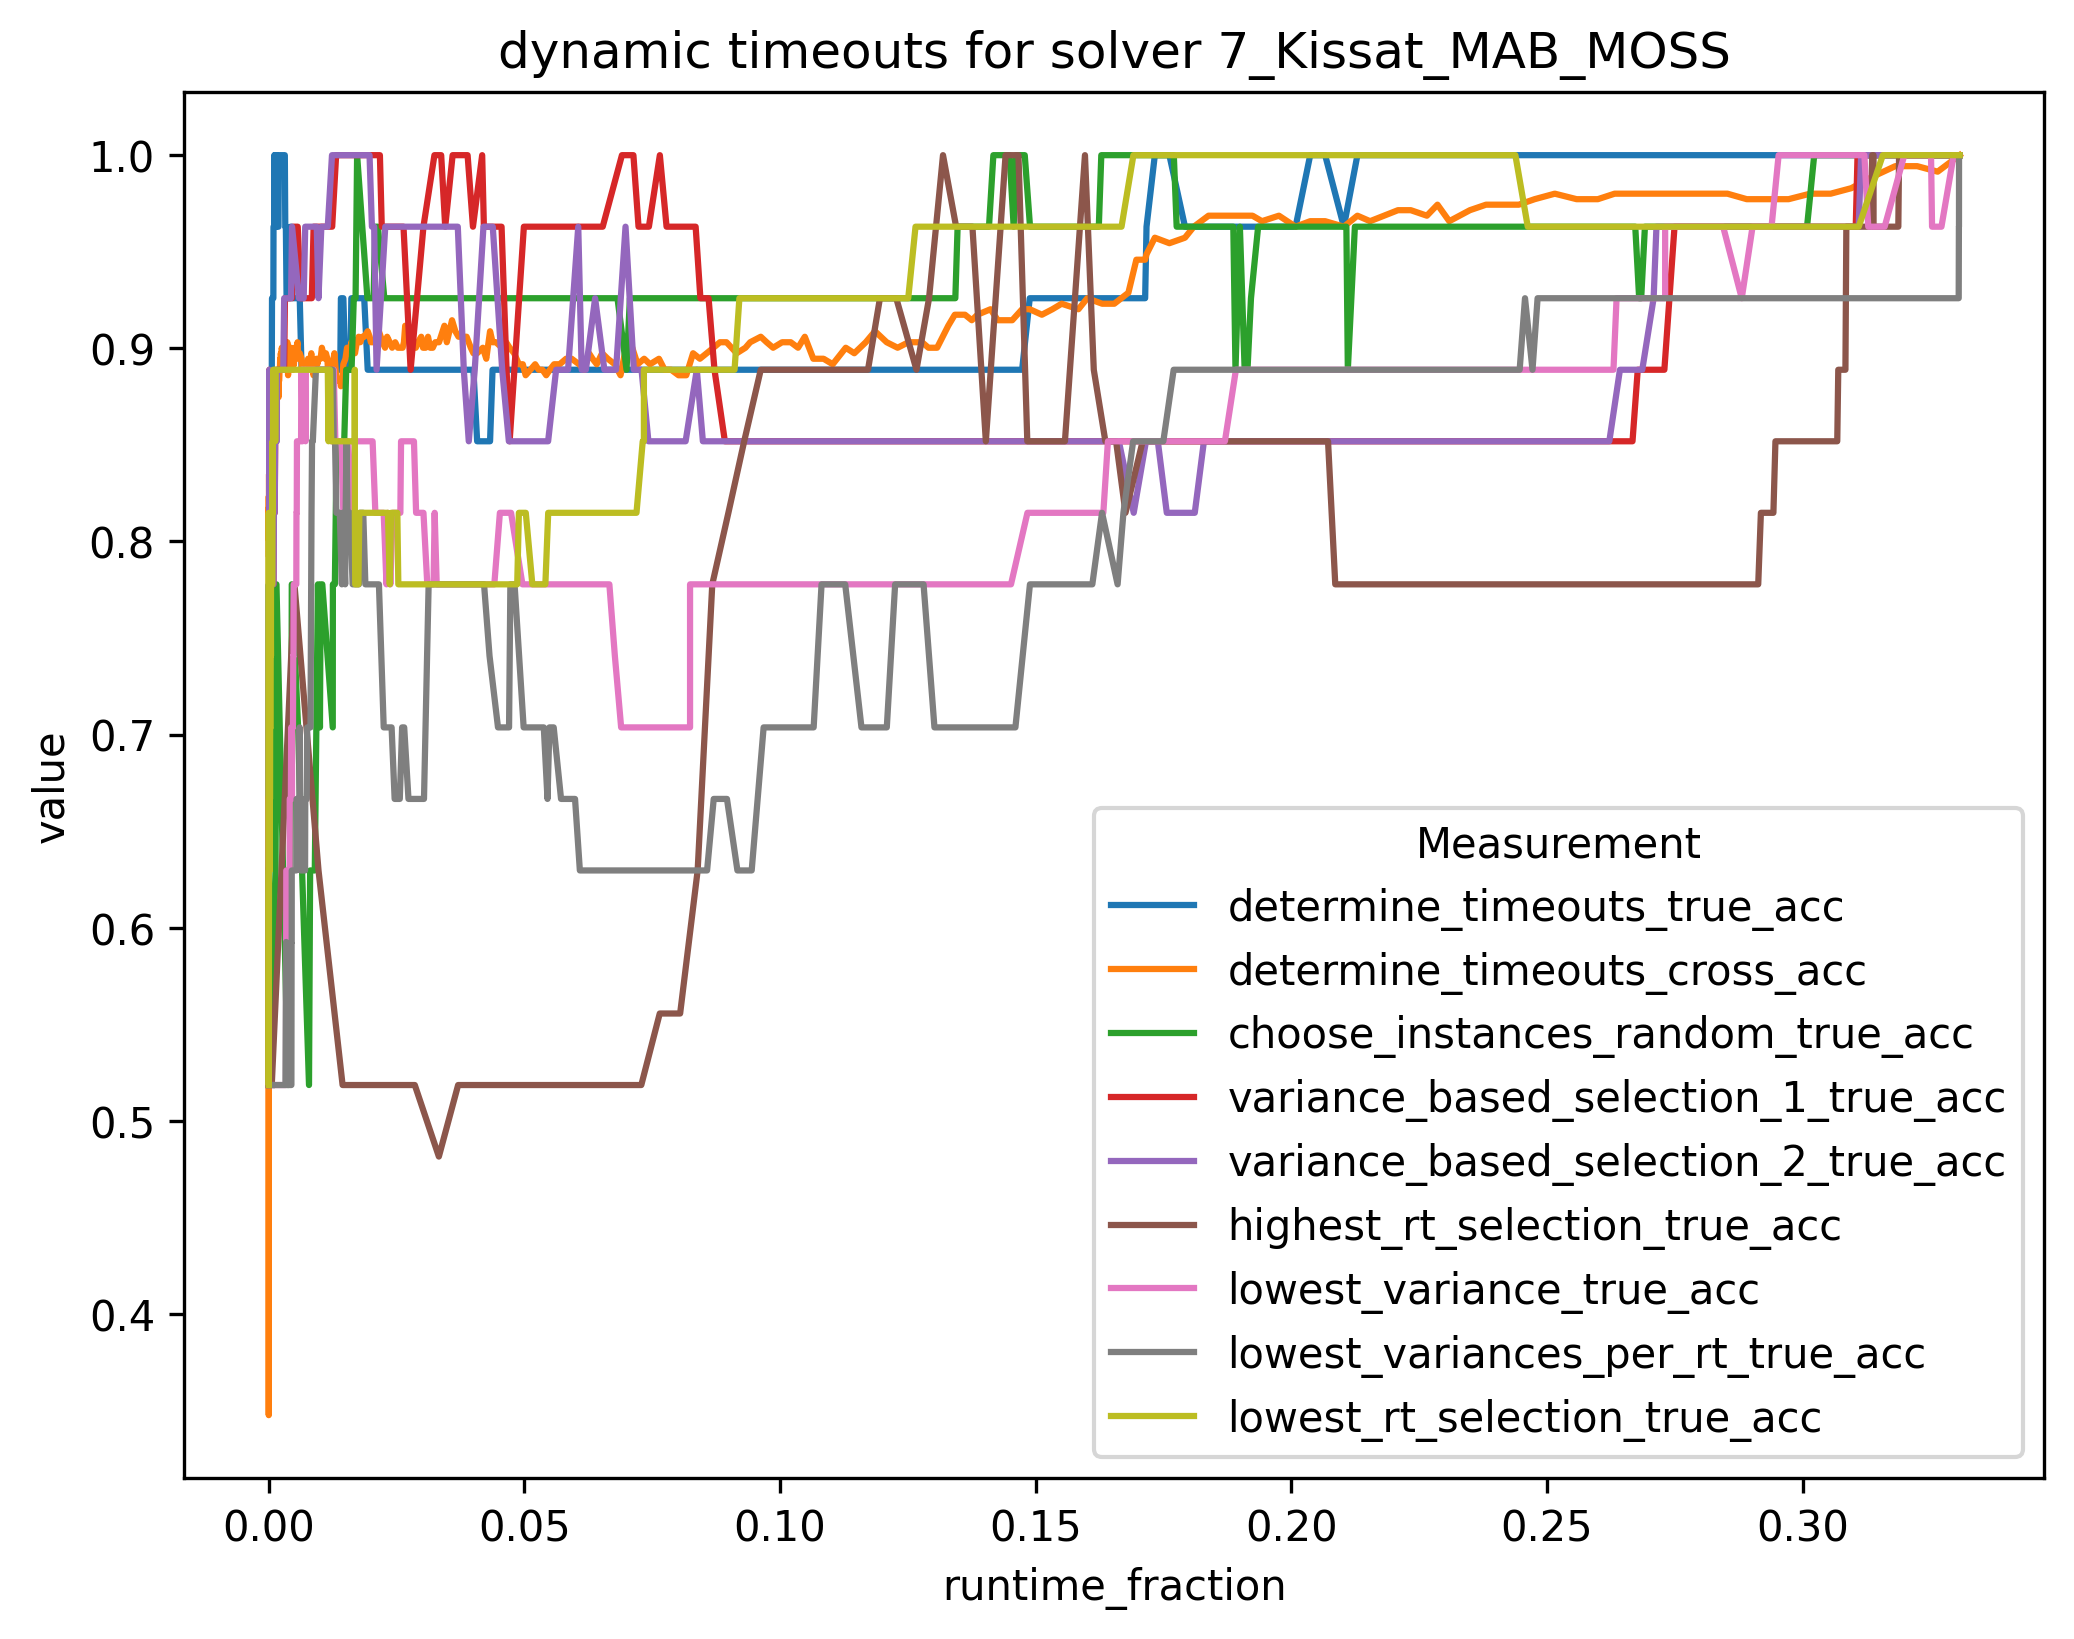 dynamic timeouts for solver 7_Kissat_MAB_MOSS
1.0
0.9
0.8
0.7
0.6
0.5
0.4
value
0.00 0.05 0.10 0.15 0.20 0.25 0.30
runtime_fraction
Measurement
determine_timeouts_true_acc
determine_timeouts_cross_acc
choose_instances_random_true_acc
variance_based_selection_1_true_acc
variance_based_selection_2_true_acc
highest_rt_selection_true_acc
lowest_variance_true_acc
lowest_variances_per_rt_true_acc
lowest_rt_selection_true_acc